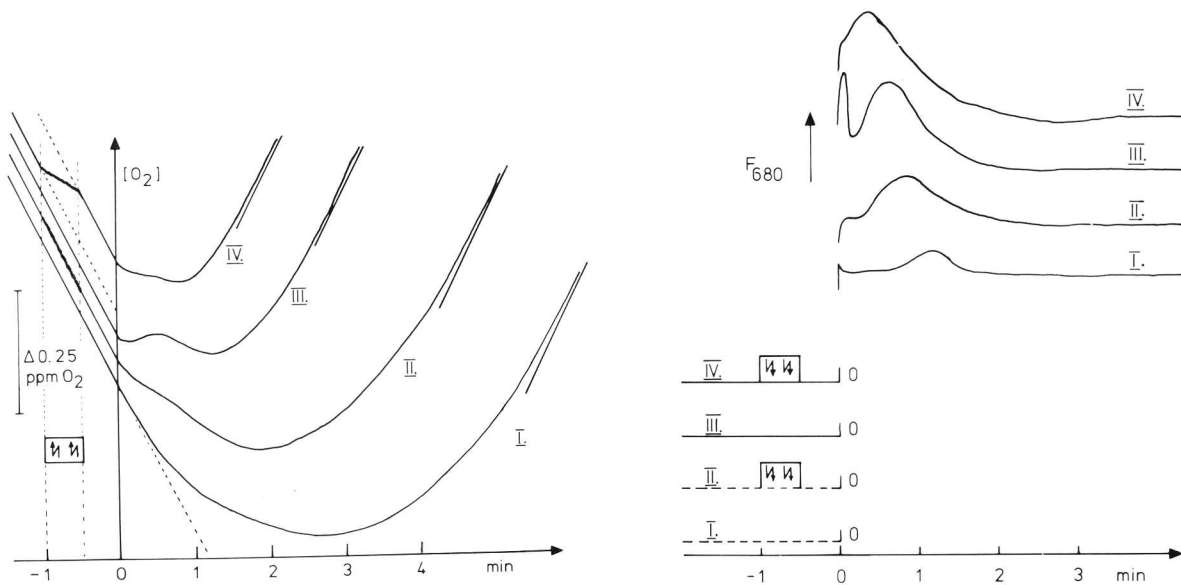 [O₂]
IV.
III.
II.
I.
Δ0.25
ppm O₂
-1 0 1 2 3 4 min
F₆₈₀
IV.
III.
II.
I.
IV. 0
III. 0
II. 0
I. 0
-1 0 1 2 3 min